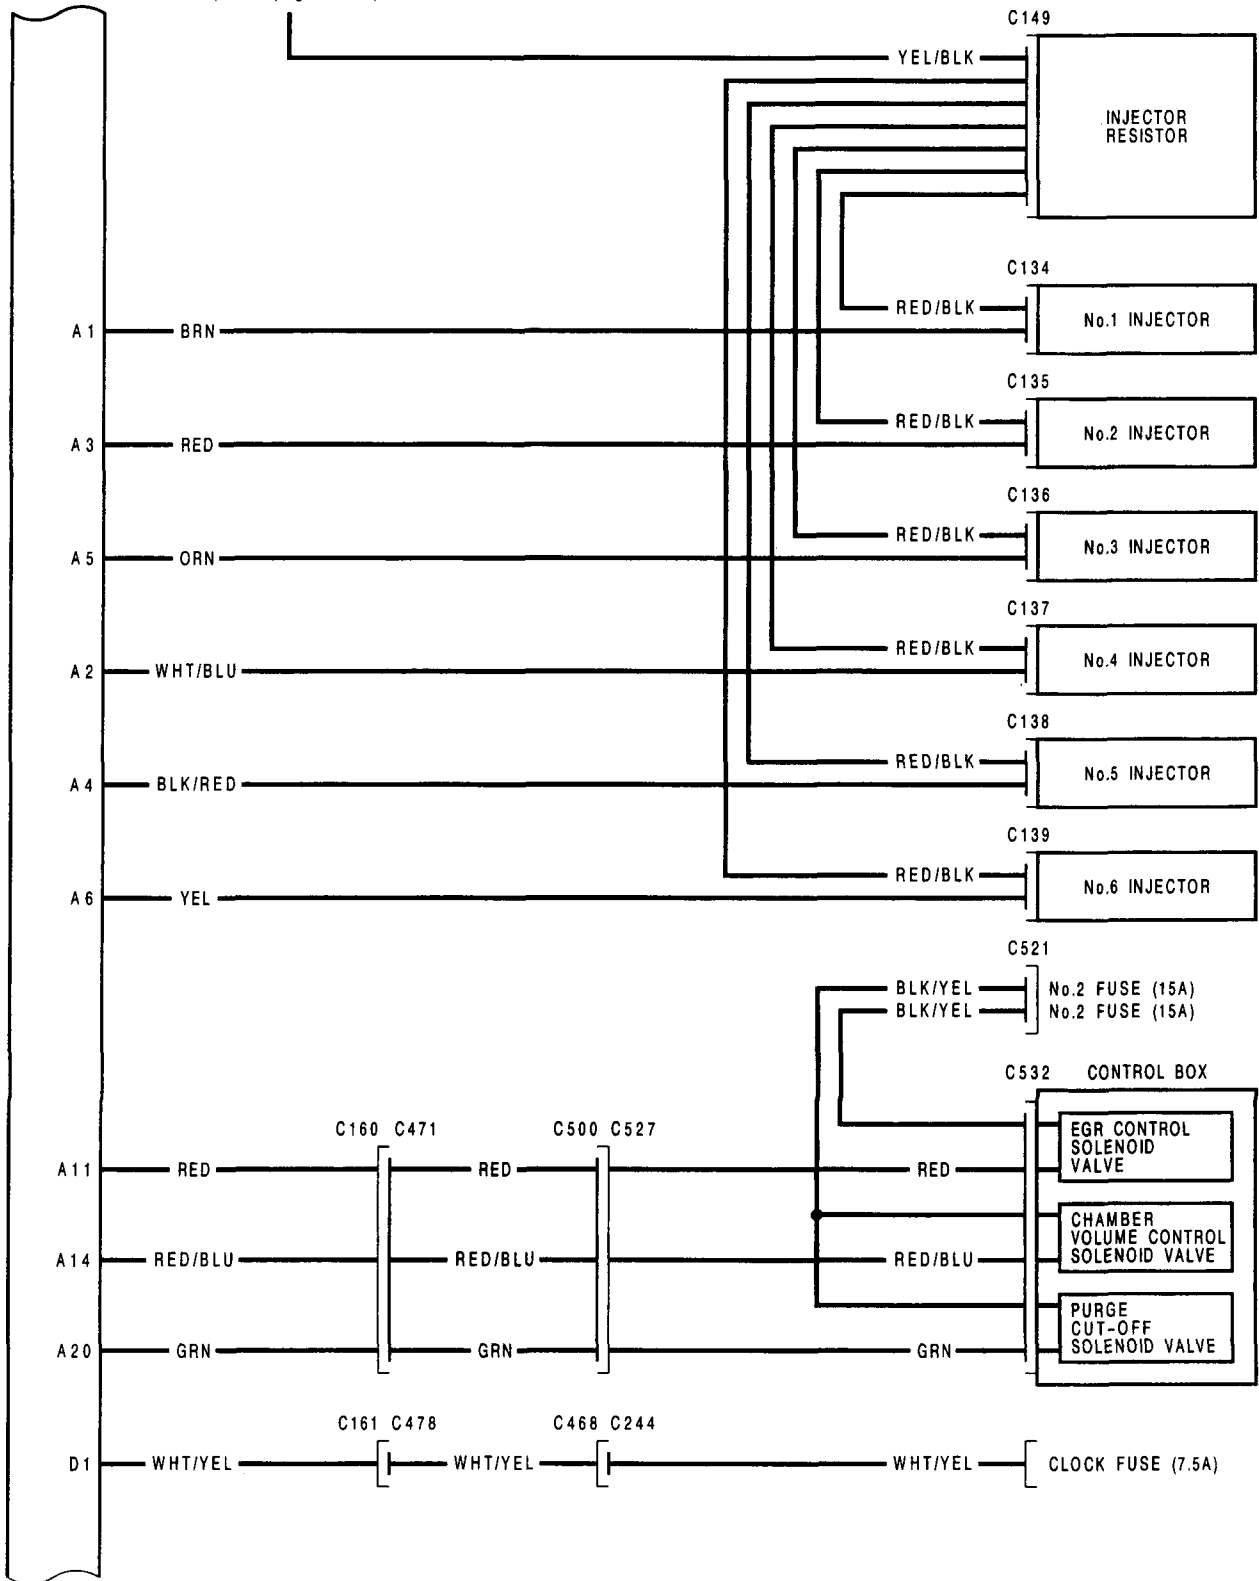 C149
YEL/BLK
INJECTOR
RESISTOR
C134
RED/BLK
No.1 INJECTOR
A1 BRN
C135
RED/BLK
No.2 INJECTOR
A3 RED
C136
RED/BLK
No.3 INJECTOR
A5 ORN
C137
RED/BLK
No.4 INJECTOR
A2 WHT/BLU
C138
RED/BLK
No.5 INJECTOR
A4 BLK/RED
C139
RED/BLK
No.6 INJECTOR
A6 YEL
C521
BLK/YEL No.2 FUSE (15A)
BLK/YEL No.2 FUSE (15A)
C532 CONTROL BOX
C160 C471 C500 C527
EGR CONTROL
SOLENOID
VALVE
A11 RED RED RED
CHAMBER
VOLUME CONTROL
SOLENOID VALVE
A14 RED/BLU RED/BLU RED/BLU
PURGE
CUT-OFF
SOLENOID VALVE
A20 GRN GRN GRN
C161 C478 C468 C244
D1 WHT/YEL WHT/YEL WHT/YEL CLOCK FUSE (7.5A)